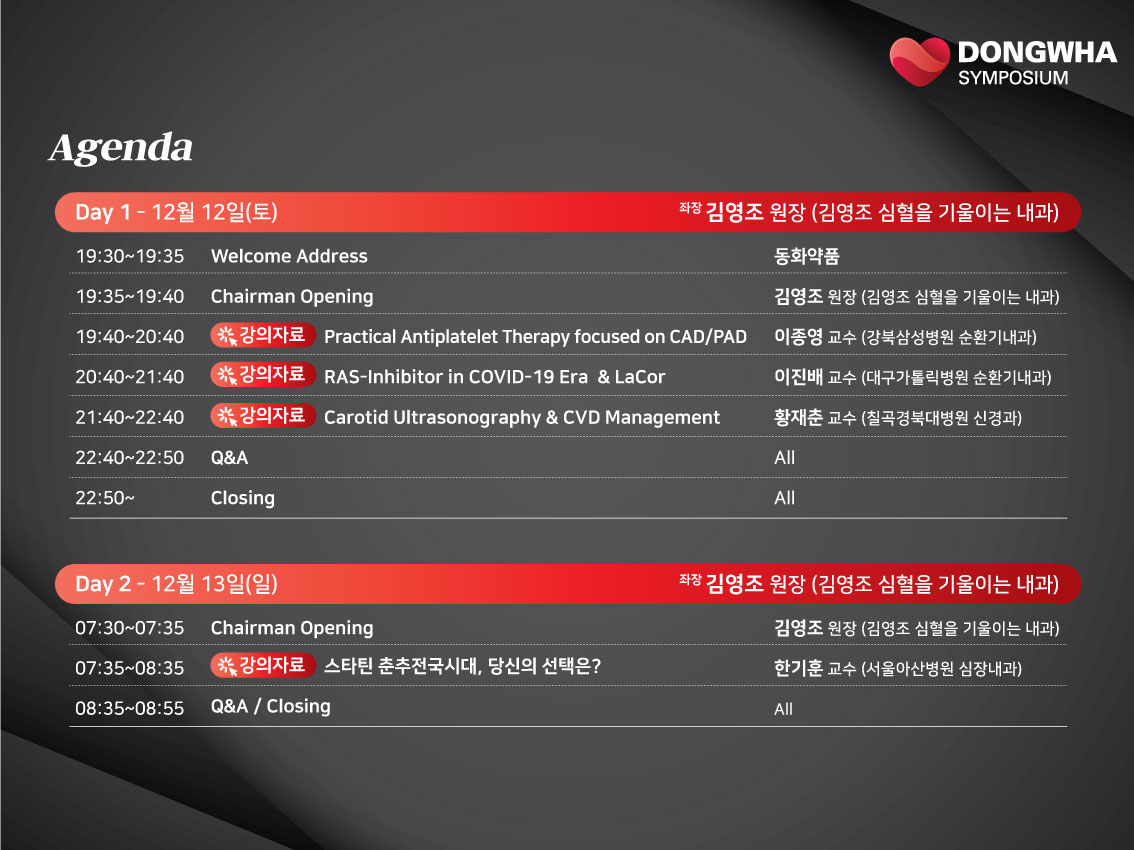 DONGWHA
SYMPOSIUM
Agenda
Day 1 - 12월 12일(토) 좌장 김영조 원장 (김영조 심혈을 기울이는 내과)
19:30~19:35 Welcome Address 동화약품
19:35~19:40 Chairman Opening 김영조 원장 (김영조 심혈을 기울이는 내과)
19:40~20:40 강의자료 Practical Antiplatelet Therapy focused on CAD/PAD 이종영 교수 (강북삼성병원 순환기내과)
20:40~21:40 강의자료 RAS-Inhibitor in COVID-19 Era & LaCor 이진배 교수 (대구가톨릭병원 순환기내과)
21:40~22:40 강의자료 Carotid Ultrasonography & CVD Management 황재춘 교수 (칠곡경북대병원 신경과)
22:40~22:50 Q&A All
22:50~ Closing All
Day 2 - 12월 13일(일) 좌장 김영조 원장 (김영조 심혈을 기울이는 내과)
07:30~07:35 Chairman Opening 김영조 원장 (김영조 심혈을 기울이는 내과)
07:35~08:35 강의자료 스타틴 춘추전국시대, 당신의 선택은? 한기훈 교수 (서울아산병원 심장내과)
08:35~08:55 Q&A / Closing All